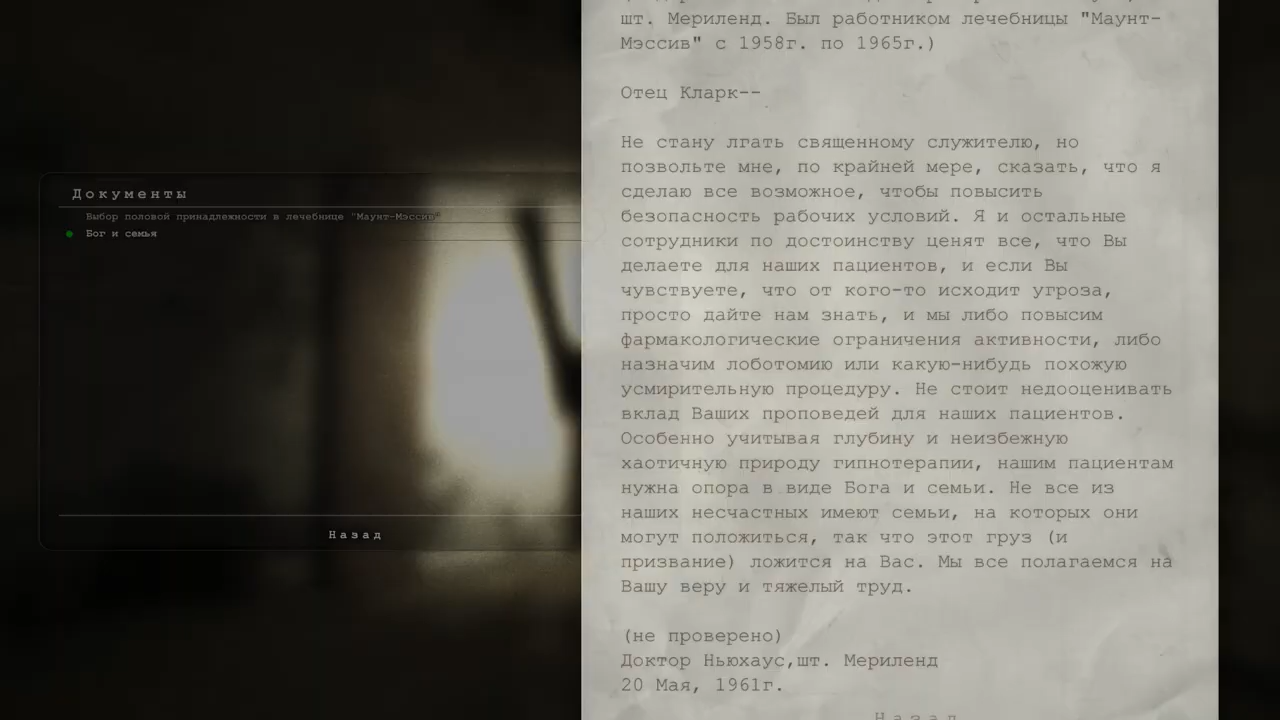 шт. Мериленд. Был работником лечебницы "Маунт-
Мэссив" с 1958г. по 1965г.)
Отец Кларк--
Не стану лгать священному служителю, но
позвольте мне, по крайней мере, сказать, что я
сделаю все возможное, чтобы повысить
безопасность рабочих условий. Я и остальные
сотрудники по достоинству ценят все, что Вы
делаете для наших пациентов, и если Вы
чувствуете, что от кого-то исходит угроза,
просто дайте нам знать, и мы либо повысим
фармакологические ограничения активности, либо
назначим лоботомию или какую-нибудь похожую
усмирительную процедуру. Не стоит недооценивать
вклад Ваших проповедей для наших пациентов.
Особенно учитывая глубину и неизбежную
хаотичную природу гипнотерапии, нашим пациентам
нужна опора в виде Бога и семьи. Не все из
наших несчастных имеют семьи, на которых они
могут положиться, так что этот груз (и
призвание) ложится на Вас. Мы все полагаемся на
Вашу веру и тяжелый труд.
(не проверено)
Доктор Ньюхаус,шт. Мериленд
20 Мая, 1961г.
Назад
Документы
Выбор половой принадлежности в лечебнице "Маунт-Мэссив"
Бог и семья
Назад